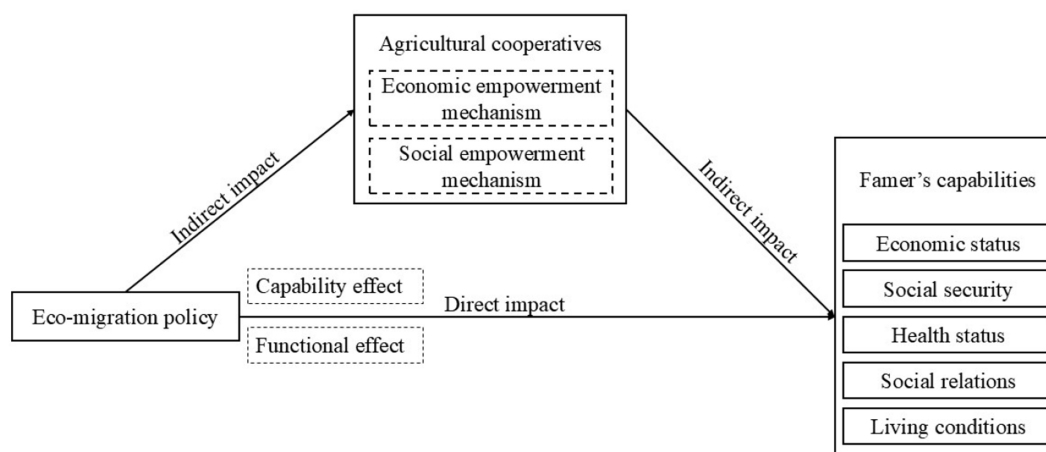 Agricultural cooperatives
Economic empowerment
mechanism
Social empowerment
mechanism
Indirect impact
Indirect impact
Famer's capabilities
Economic status
Social security
Health status
Social relations
Living conditions
Eco-migration policy
Capability effect
Direct impact
Functional effect